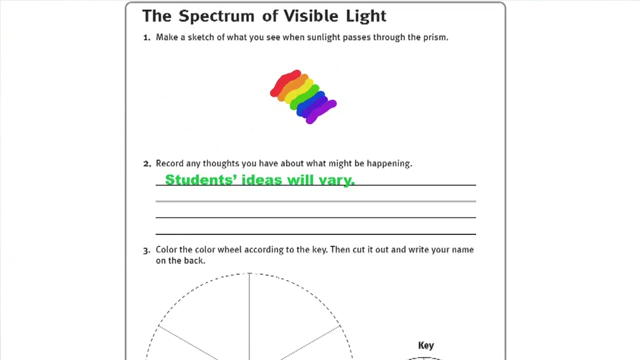 The Spectrum of Visible Light
1. Make a sketch of what you see when sunlight passes through the prism.
2. Record any thoughts you have about what might be happening.
Students' ideas will vary.
3. Color the color wheel according to the key. Then cut it out and write your name
on the back.
Key